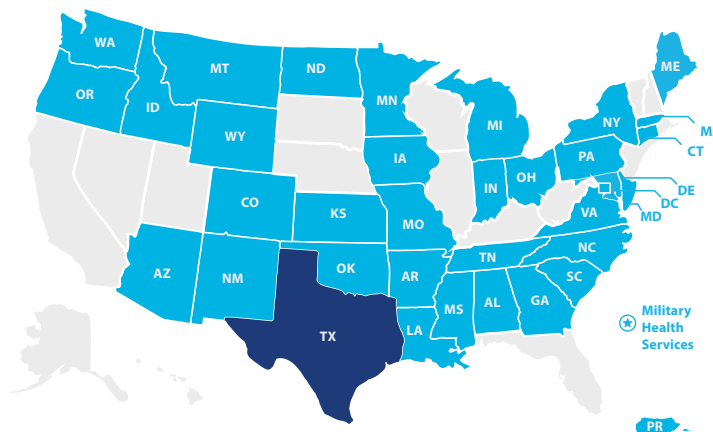 WA
MT
ND
ME
OR
ID
MN
NY
M
WY
MI
CT
IA
PA
IN
OH
DE
CO
DC
KS
MO
VA
MD
NC
TN
AZ
NM
OK
AR
SC
MS
AL
GA
TX
LA
Military
Health
Services
PR